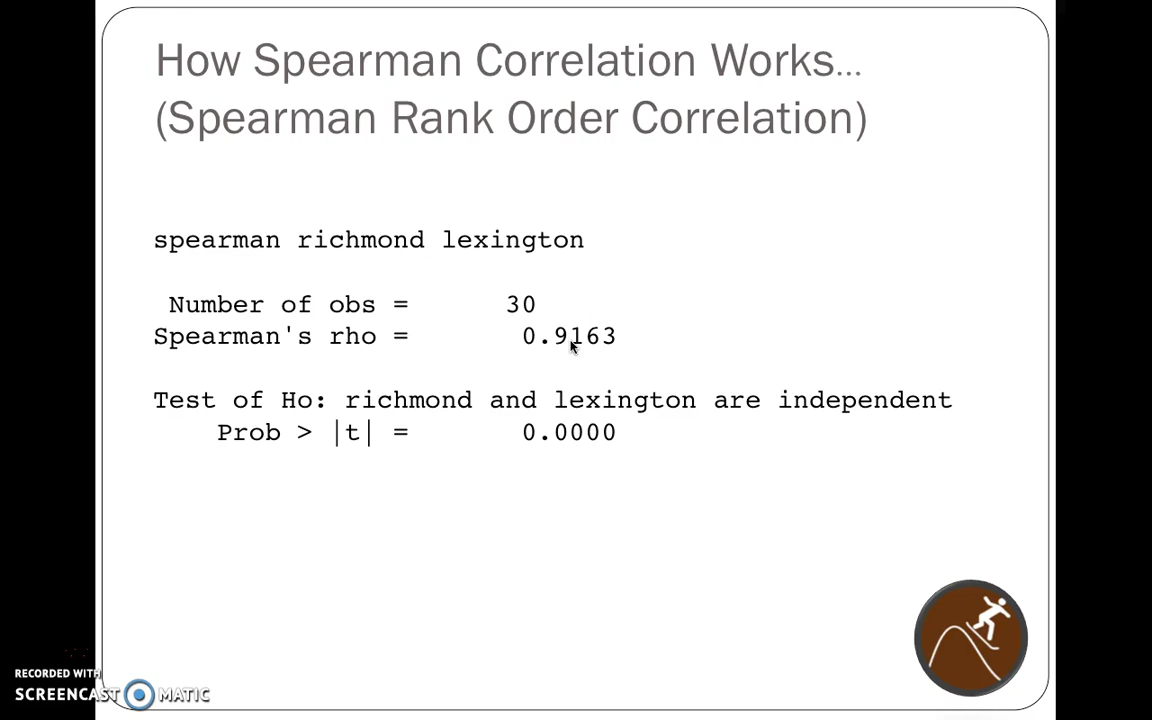 How Spearman Correlation Works...
(Spearman Rank Order Correlation)
spearman richmond lexington
Number of obs = 30
Spearman's rho = 0.9163
Test of Ho: richmond and lexington are independent
Prob > |t| = 0.0000
RECORDED WITH
SCREENCAST MATIC